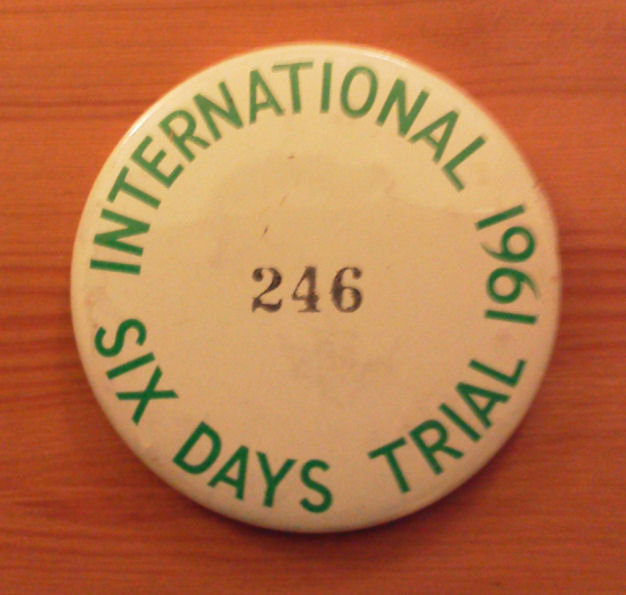 INTERNATIONAL 1961
246
SIX DAYS TRIAL